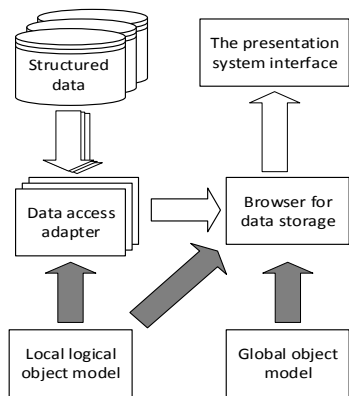 Structured
data
The presentation
system interface
Data access
adapter
Browser for
data storage
Local logical
object model
Global object
model